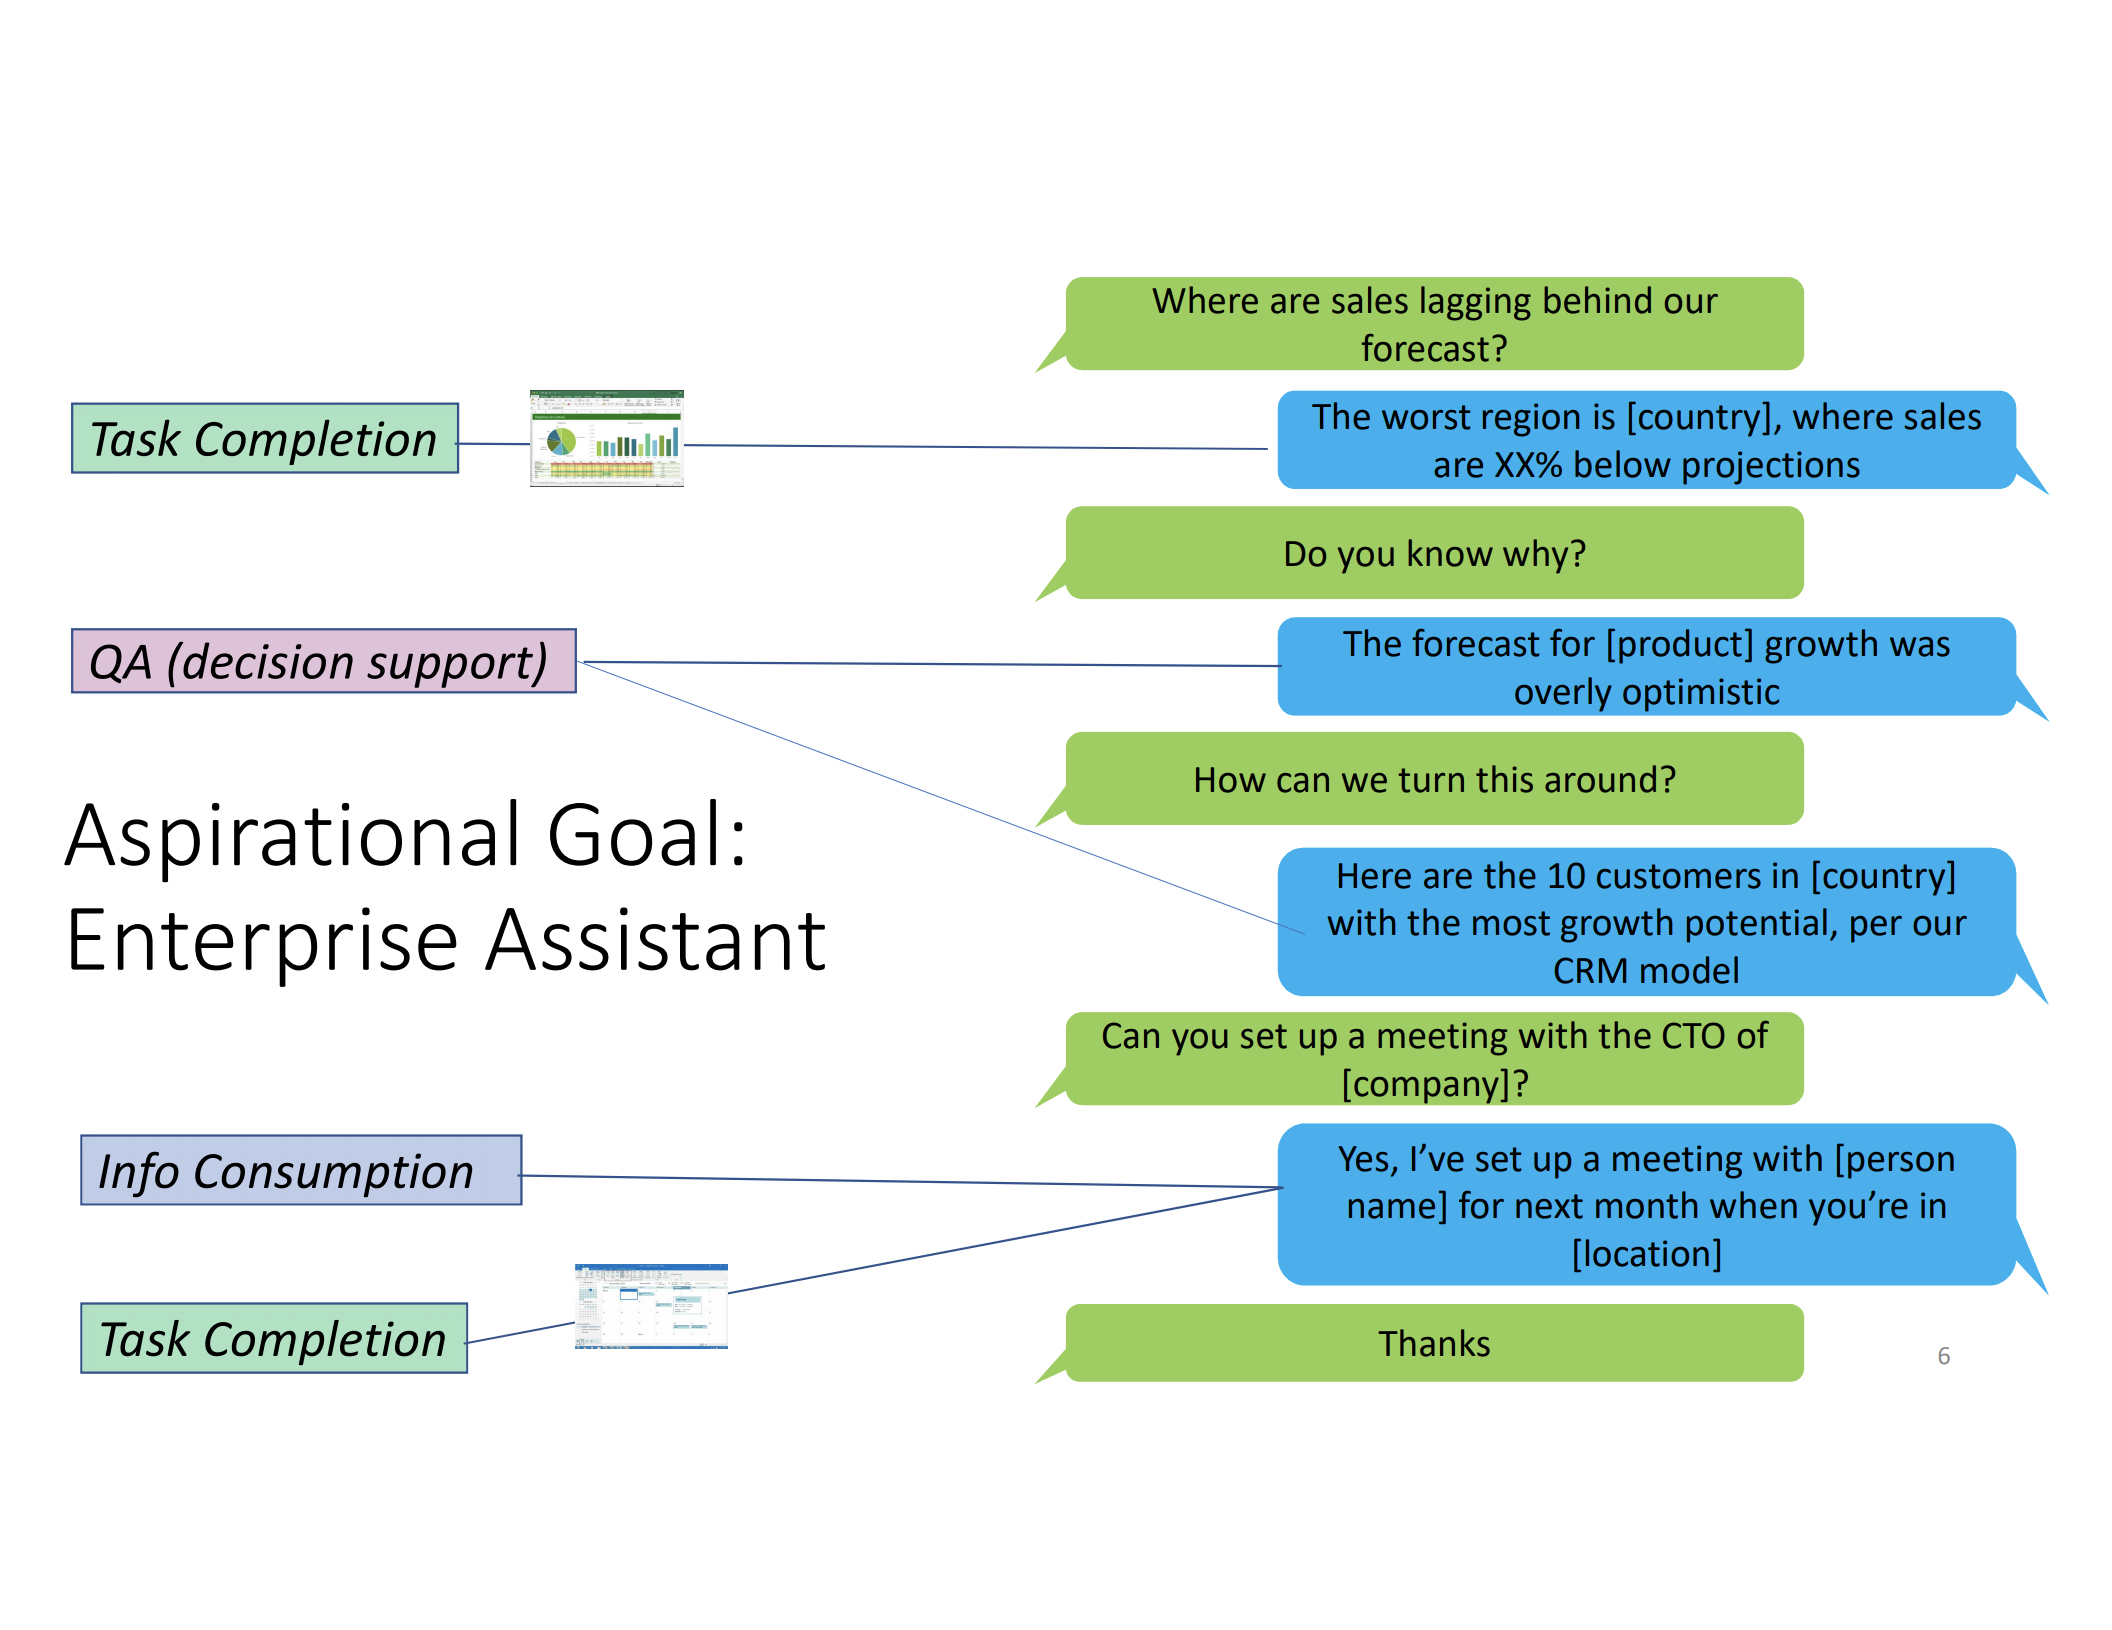 Where are sales lagging behind our
forecast?
Task Completion
The worst region is [country], where sales
are XX% below projections
Do you know why?
QA (decision support)
The forecast for [product] growth was
overly optimistic
How can we turn this around?
Aspirational Goal:
Enterprise Assistant
Here are the 10 customers in [country]
with the most growth potential, per our
CRM model
Can you set up a meeting with the CTO of
[company]?
Info Consumption
Yes, I’ve set up a meeting with [person
name] for next month when you’re in
[location]
Task Completion
Thanks
6